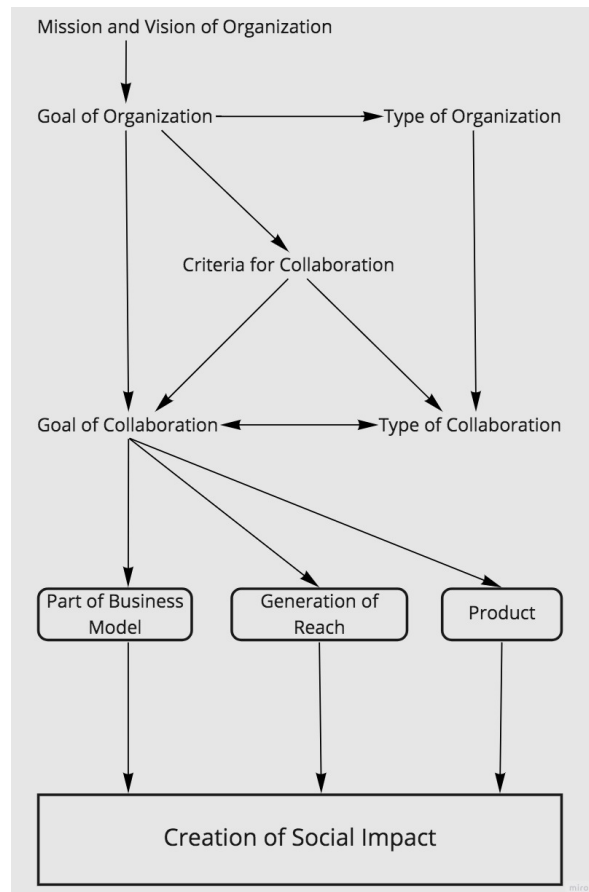 Mission and Vision of Organization
Goal of Organization
Type of Organization
Criteria for Collaboration
Goal of Collaboration
Type of Collaboration
Part of Business
Model
Generation of
Reach
Product
Creation of Social Impact
miro